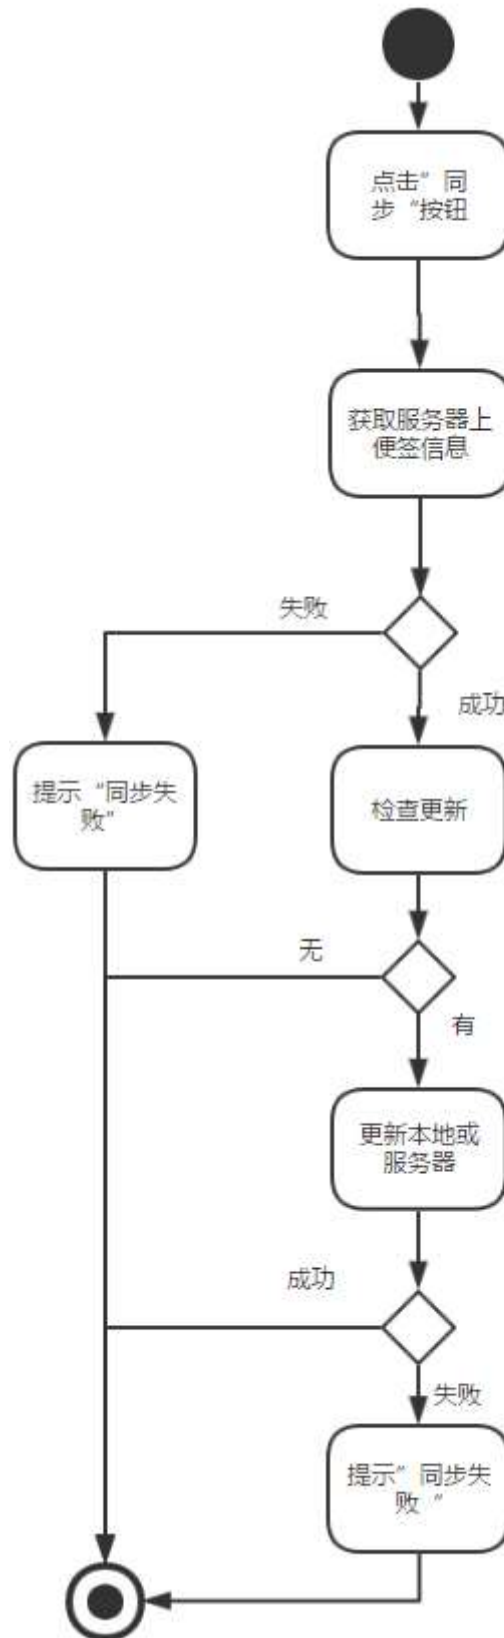 点击”同
步“按钮
获取服务器上
便签信息
失败
成功
提示“同步失
败”
检查更新
无
有
更新本地或
服务器
成功
失败
提示”同步失
败“